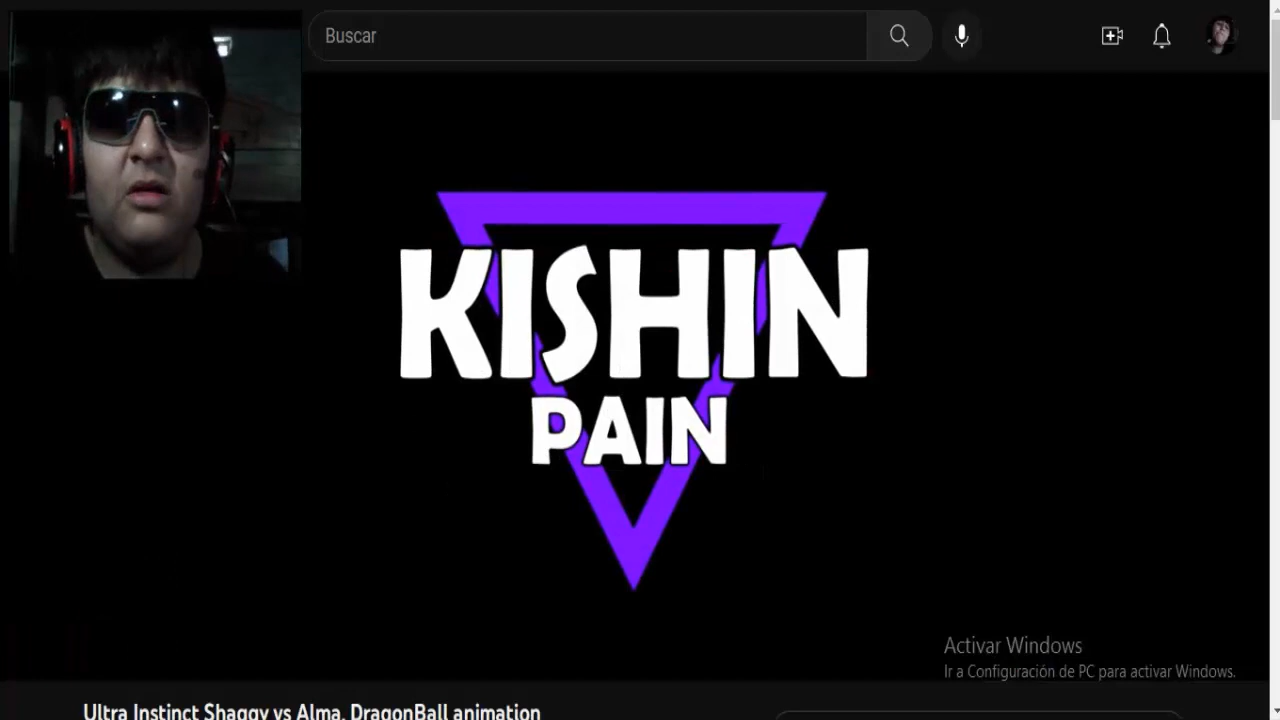 Buscar
KISHIN
PAIN
Activar Windows
Ir a Configuración de PC para activar Windows.
Ultra Instinct Shaggy vs Alma, DragonBall animation